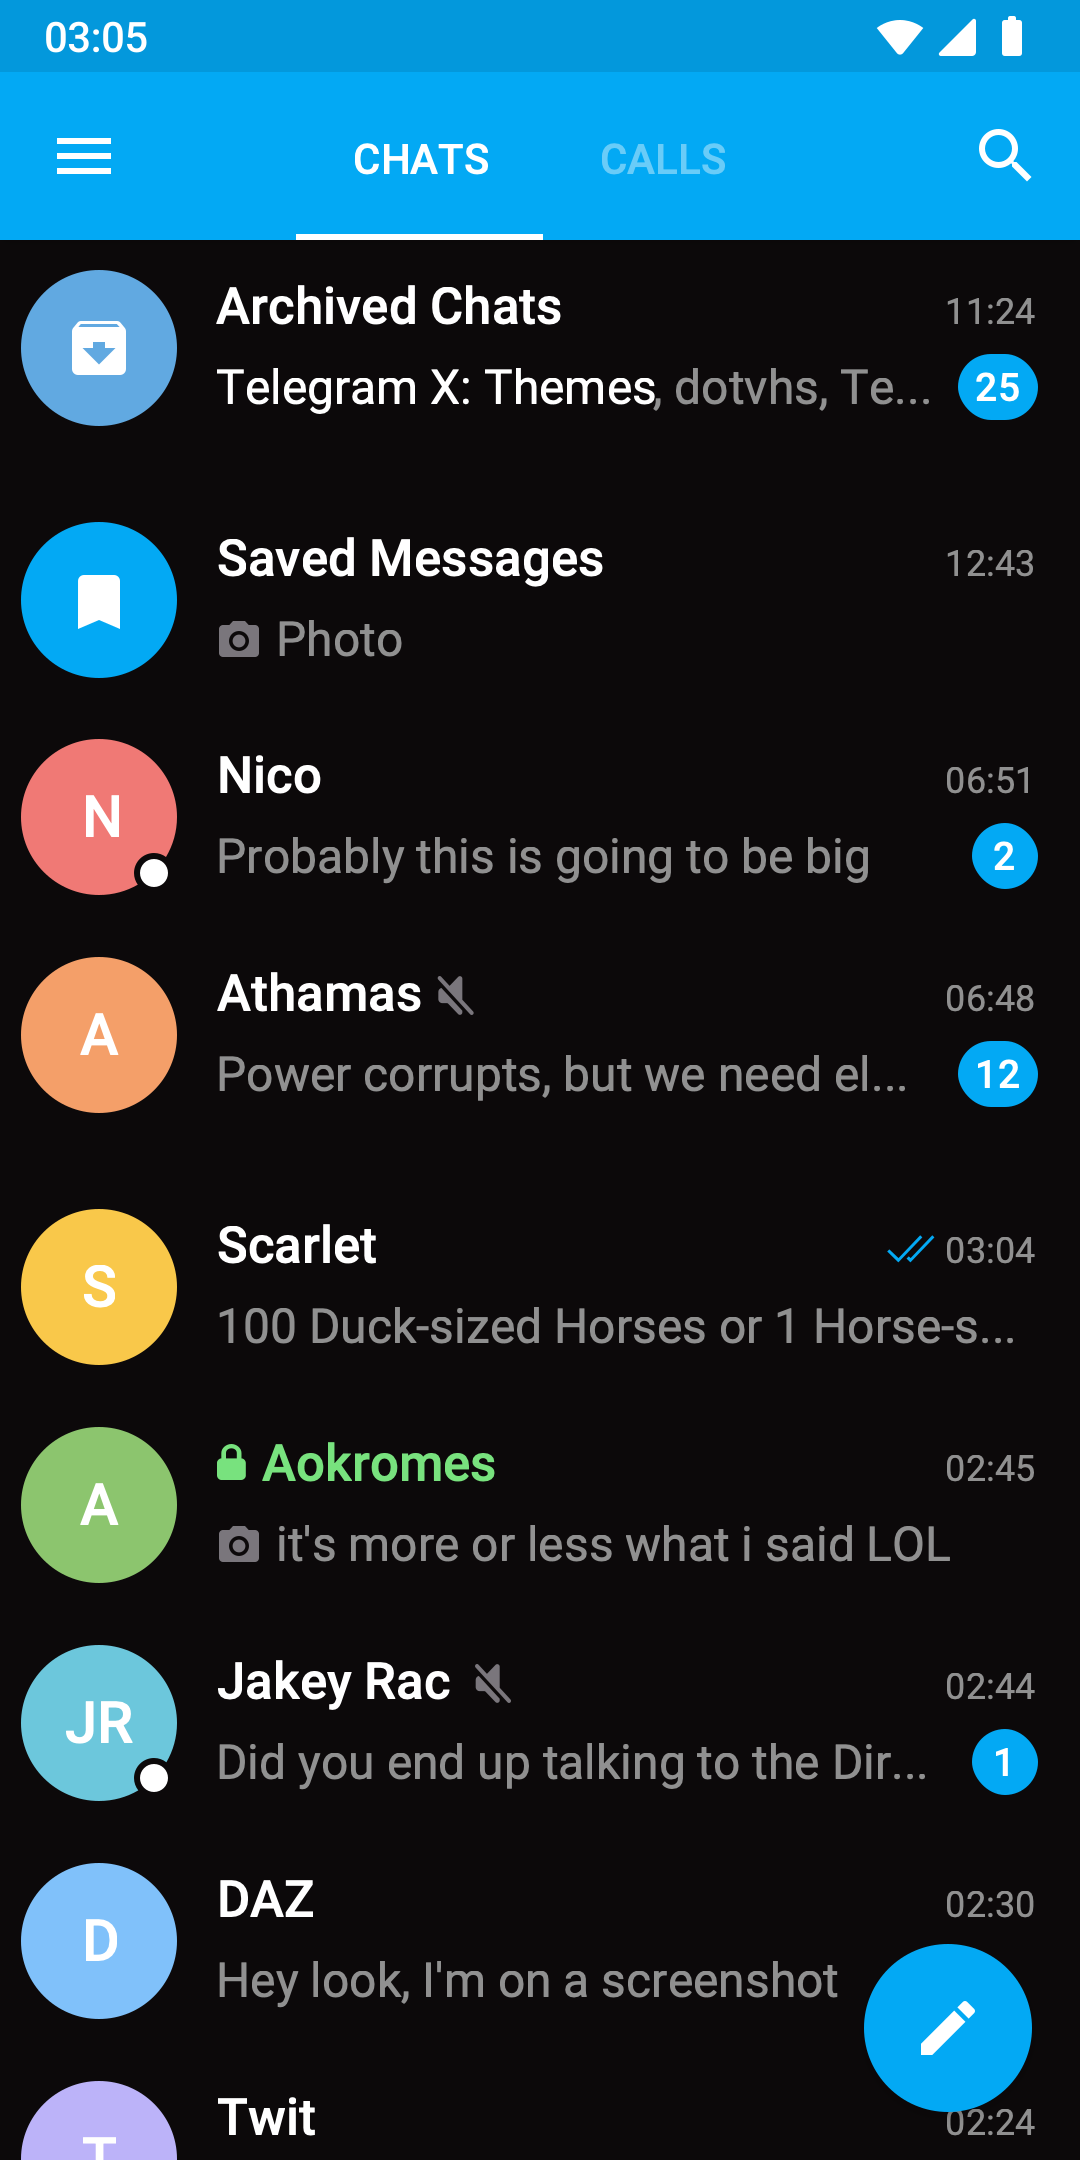 03:05
CHATS CALLS
Archived Chats 11:24
Telegram X: Themes, dotvhs, Te... 25
Saved Messages 12:43
Photo
N Nico 06:51
Probably this is going to be big 2
A Athamas 06:48
Power corrupts, but we need el... 12
S Scarlet 03:04
100 Duck-sized Horses or 1 Horse-s...
A Aokromes 02:45
it's more or less what i said LOL
JR Jakey Rac 02:44
Did you end up talking to the Dir... 1
D DAZ 02:30
Hey look, I'm on a screenshot
T Twit 02:24